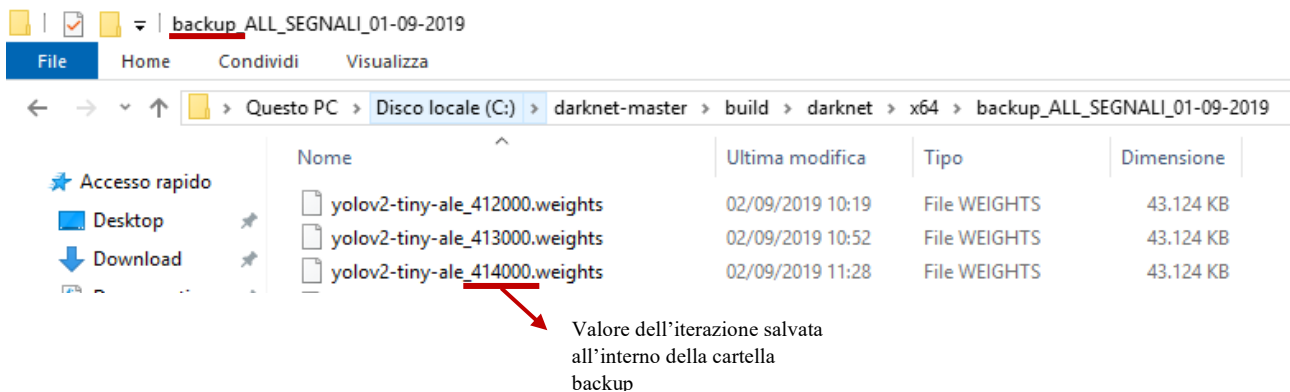 backup_ALL_SEGNALI_01-09-2019
File Home Condividi Visualizza
Questo PC > Disco locale (C:) > darknet-master > build > darknet > x64 > backup_ALL_SEGNALI_01-09-2019
Nome Ultima modifica Tipo Dimensione
Accesso rapido
yolov2-tiny-ale_412000.weights 02/09/2019 10:19 File WEIGHTS 43.124 KB
Desktop
yolov2-tiny-ale_413000.weights 02/09/2019 10:52 File WEIGHTS 43.124 KB
Download
yolov2-tiny-ale_414000.weights 02/09/2019 11:28 File WEIGHTS 43.124 KB
Valore dell’iterazione salvata
all’interno della cartella
backup